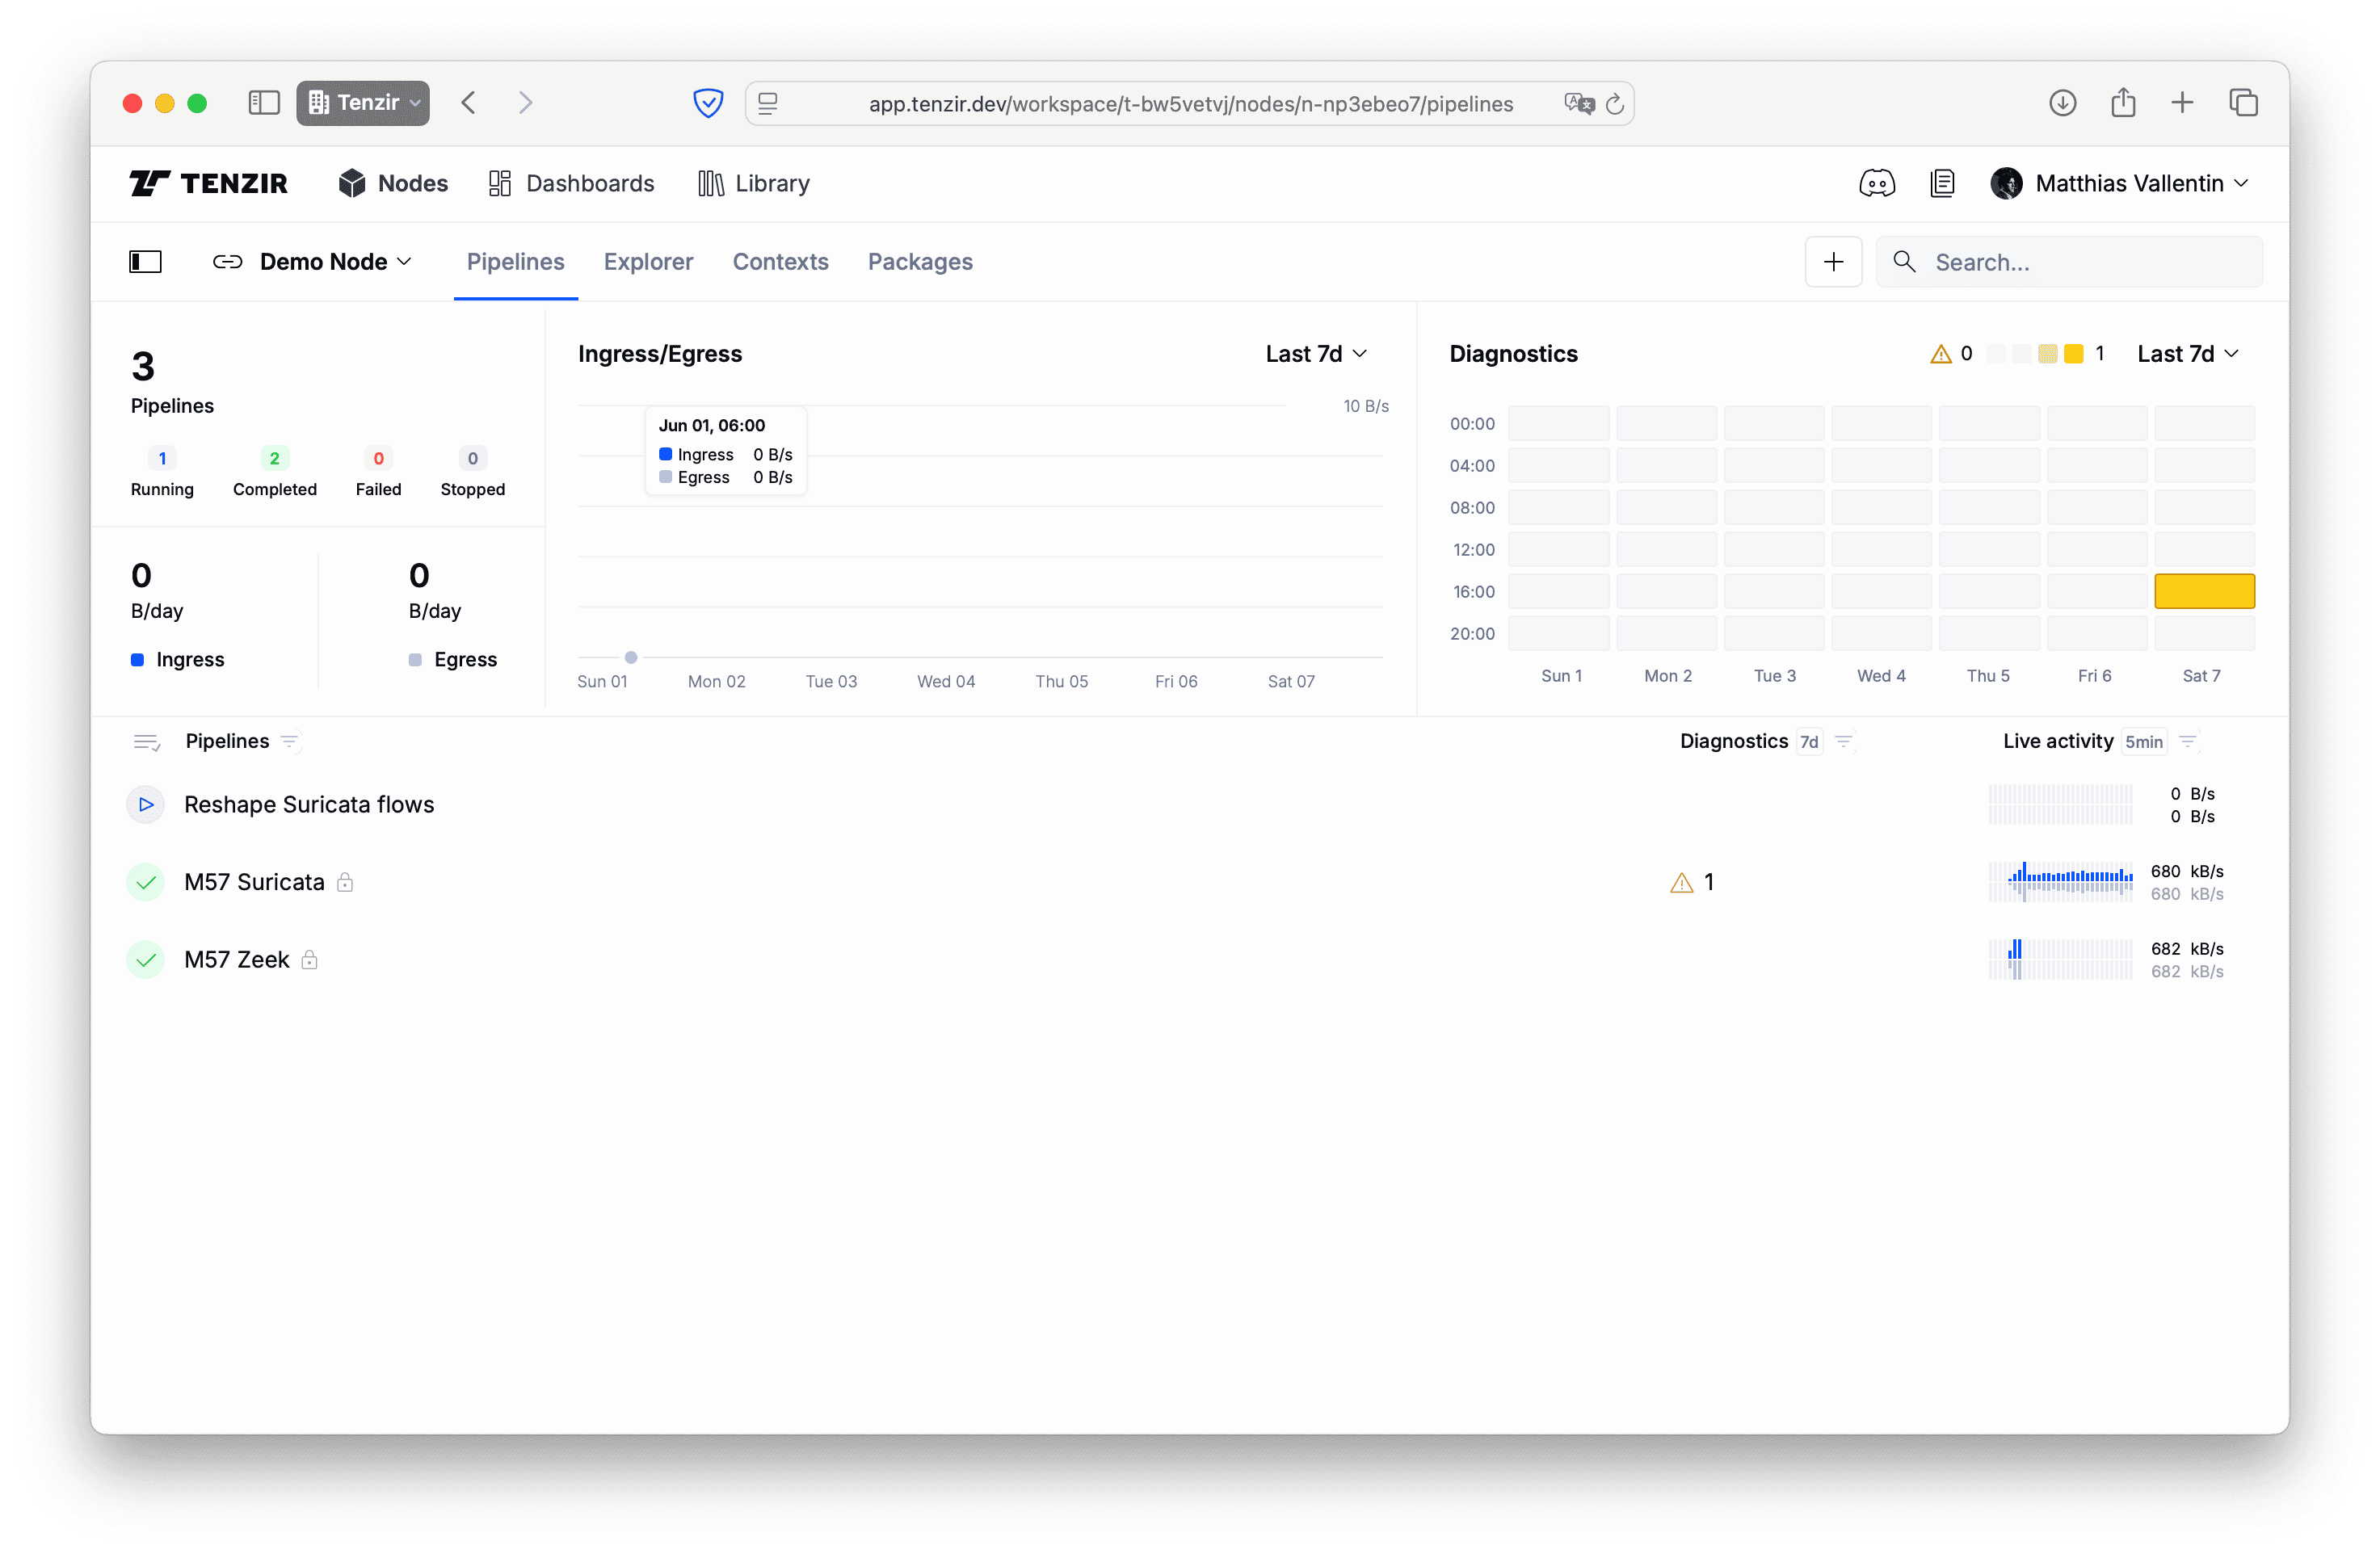 Tenzir
app.tenzir.dev/workspace/t-bw5vetvj/nodes/n-np3ebeo7/pipelines
TENZIR Nodes Dashboards Library Matthias Vallentin
Demo Node Pipelines Explorer Contexts Packages Search...
3
Pipelines
1 2 0 0
Running Completed Failed Stopped
0 0
B/day B/day
Ingress Egress
Ingress/Egress Last 7d
10 B/s
Jun 01, 06:00
Ingress 0 B/s
Egress 0 B/s
Sun 01 Mon 02 Tue 03 Wed 04 Thu 05 Fri 06 Sat 07
Diagnostics 0 1 Last 7d
00:00
04:00
08:00
12:00
16:00
20:00
Sun 1 Mon 2 Tue 3 Wed 4 Thu 5 Fri 6 Sat 7
Pipelines Diagnostics 7d Live activity 5min
Reshape Suricata flows 0 B/s
0 B/s
M57 Suricata 1 680 kB/s
680 kB/s
M57 Zeek 682 kB/s
682 kB/s